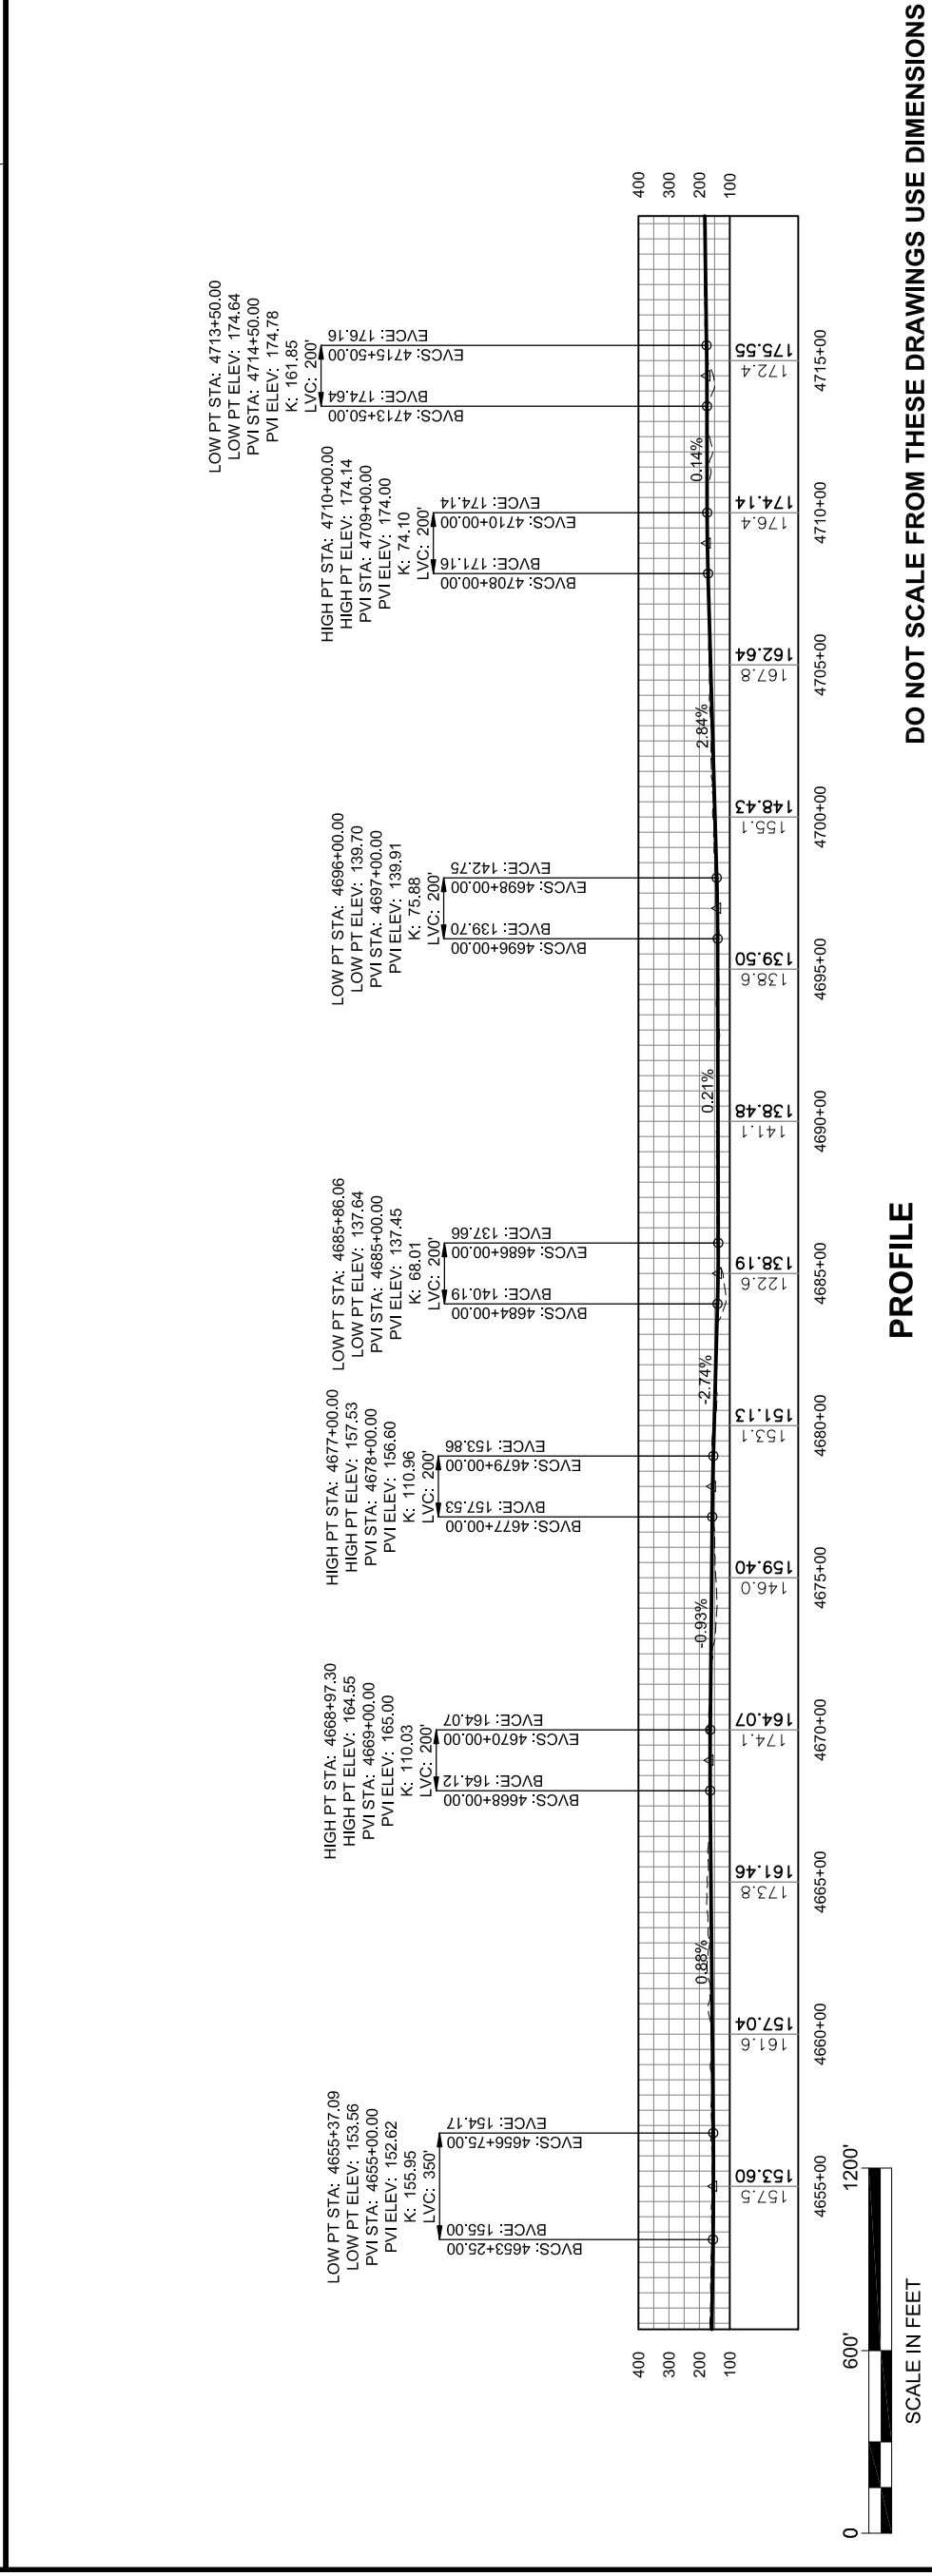 LOW PT STA: 4655+37.09
LOW PT ELEV: 153.56
PVI STA: 4655+00.00
PVI ELEV: 152.62
K: 155.95
LVC: 350'
BVCS: 4653+25.00
BVCE: 155.00
EVCS: 4656+75.00
EVCE: 154.17
HIGH PT STA: 4668+97.30
HIGH PT ELEV: 164.55
PVI STA: 4669+00.00
PVI ELEV: 165.00
K: 110.03
LVC: 200'
BVCS: 4668+00.00
BVCE: 164.12
EVCS: 4670+00.00
EVCE: 164.07
HIGH PT STA: 4677+00.00
HIGH PT ELEV: 157.53
PVI STA: 4678+00.00
PVI ELEV: 156.60
K: 110.96
LVC: 200'
BVCS: 4677+00.00
BVCE: 157.53
EVCS: 4679+00.00
EVCE: 153.86
LOW PT STA: 4685+86.06
LOW PT ELEV: 137.64
PVI STA: 4685+00.00
PVI ELEV: 137.45
K: 68.01
LVC: 200'
BVCS: 4684+00.00
BVCE: 140.19
EVCS: 4686+00.00
EVCE: 137.66
LOW PT STA: 4696+00.00
LOW PT ELEV: 139.70
PVI STA: 4697+00.00
PVI ELEV: 139.91
K: 75.88
LVC: 200'
BVCS: 4696+00.00
BVCE: 139.70
EVCS: 4698+00.00
EVCE: 142.75
HIGH PT STA: 4710+00.00
HIGH PT ELEV: 174.14
PVI STA: 4709+00.00
PVI ELEV: 174.00
K: 74.10
LVC: 200'
BVCS: 4708+00.00
BVCE: 171.16
EVCS: 4710+00.00
EVCE: 174.14
LOW PT STA: 4713+50.00
LOW PT ELEV: 174.64
PVI STA: 4714+50.00
PVI ELEV: 174.78
K: 161.85
LVC: 200'
BVCS: 4713+50.00
BVCE: 174.64
EVCS: 4715+50.00
EVCE: 176.16
400
300
200
100
0.88%
-0.93%
-2.74%
0.21%
2.84%
0.14%
400
300
200
100
153.60
157.5
157.04
161.6
161.46
173.8
164.07
174.1
159.40
146.0
151.13
153.1
138.19
122.6
138.48
141.1
139.50
138.6
148.43
155.1
162.64
167.8
174.14
176.4
175.55
172.4
4655+00
4660+00
4665+00
4670+00
4675+00
4680+00
4685+00
4690+00
4695+00
4700+00
4705+00
4710+00
4715+00
0
600'
1200'
SCALE IN FEET
PROFILE
DO NOT SCALE FROM THESE DRAWINGS USE DIMENSIONS